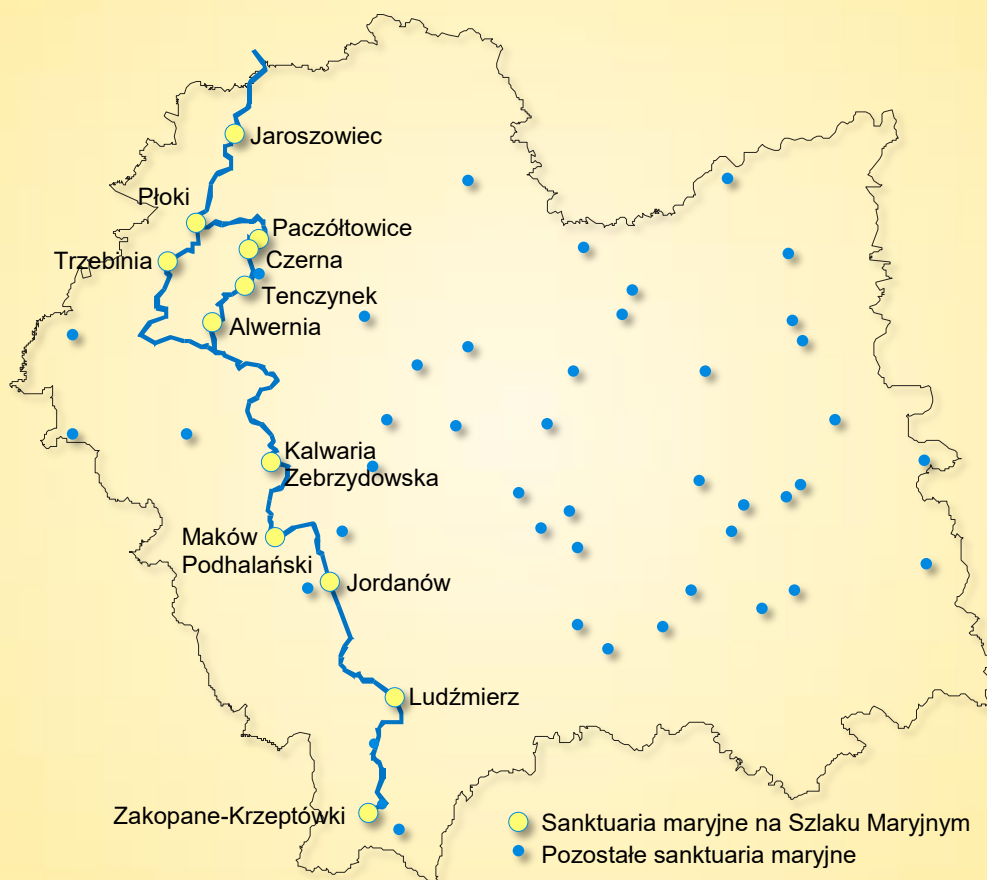 Jaroszowiec
Płoki
Paczółtowice
Trzebinia
Czerna
Tenczynek
Alwernia
Kalwaria
Zebrzydowska
Maków
Podhalański
Jordanów
Ludźmierz
Zakopane-Krzeptówki
Sanktuaria maryjne na Szlaku Maryjnym
Pozostałe sanktuaria maryjne